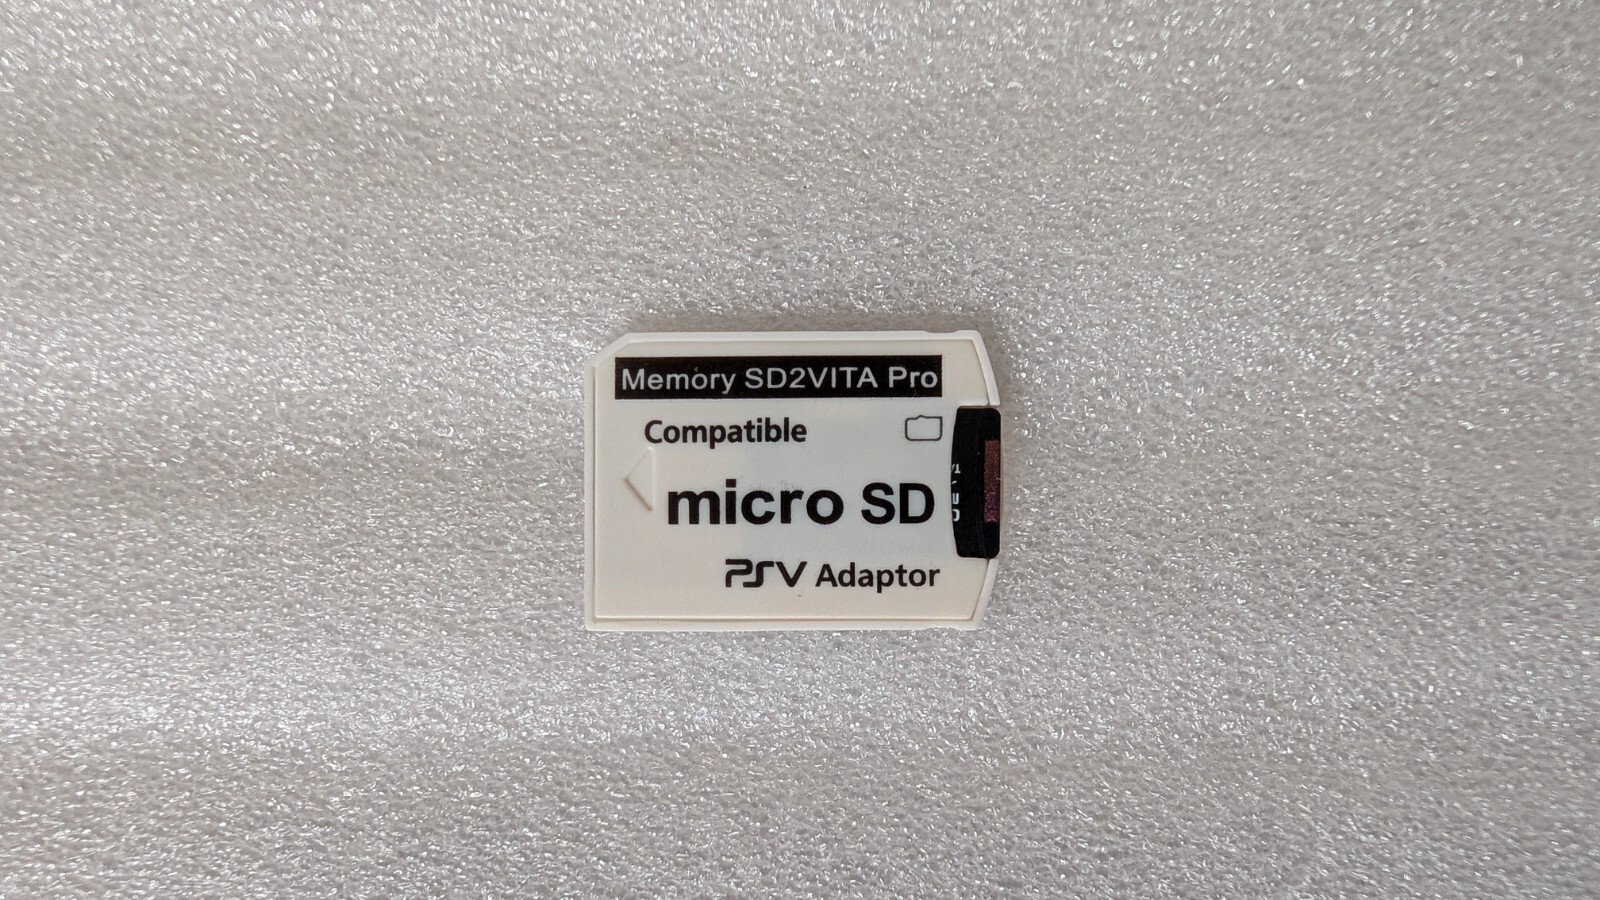 Memory SD2VITA Pro
Compatible
micro SD
PSV Adaptor